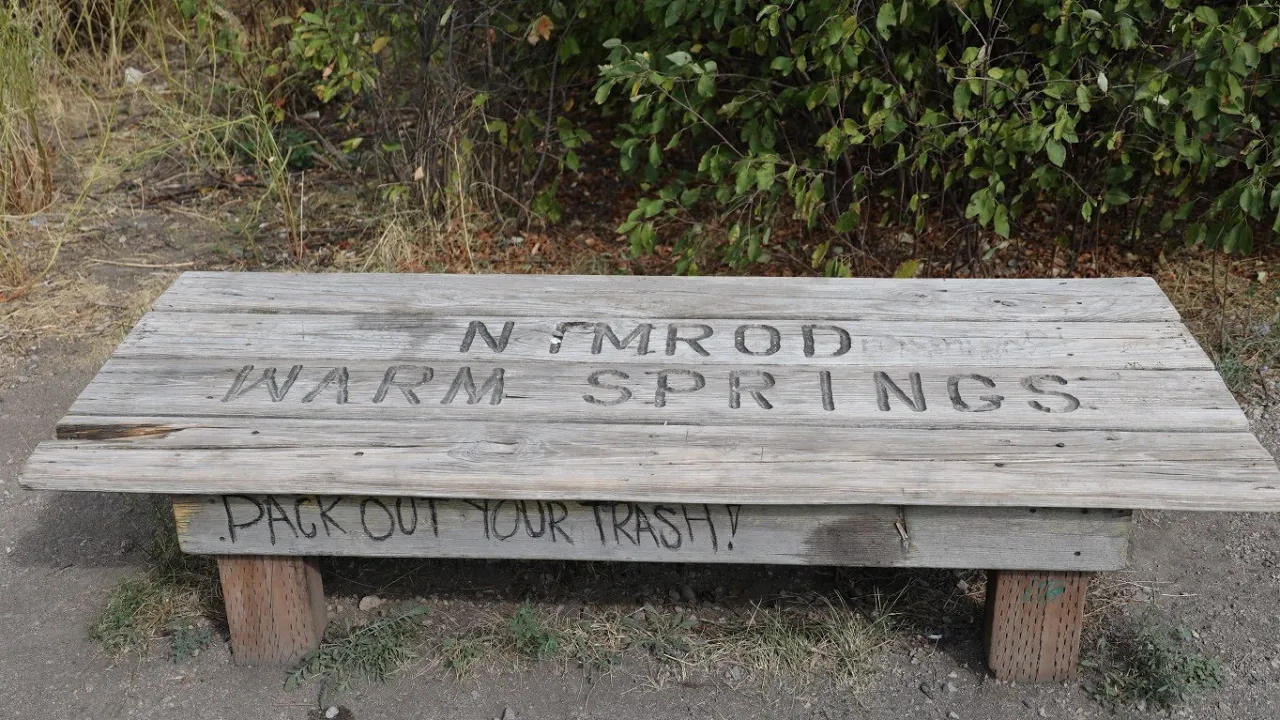 NIMROD
WARM SPRINGS
PACK OUT YOUR TRASH!